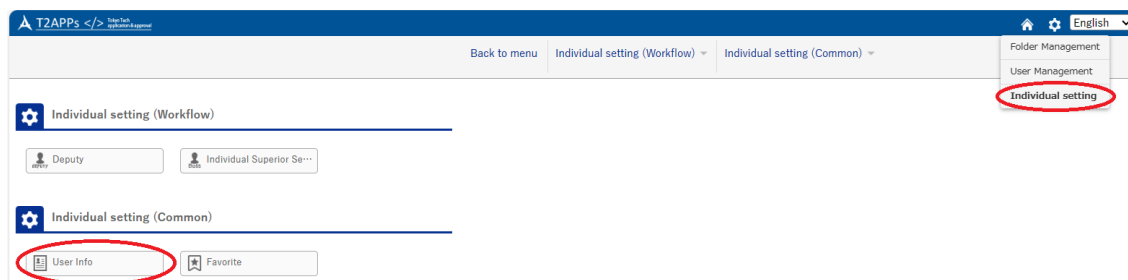 T2APPs </> Tokyo Tech application & approval
English
Back to menu
Individual setting (Workflow)
Individual setting (Common)
Folder Management
User Management
Individual setting
Individual setting (Workflow)
DEPUTY Deputy
Individual Superior Se…
Individual setting (Common)
User Info
Favorite